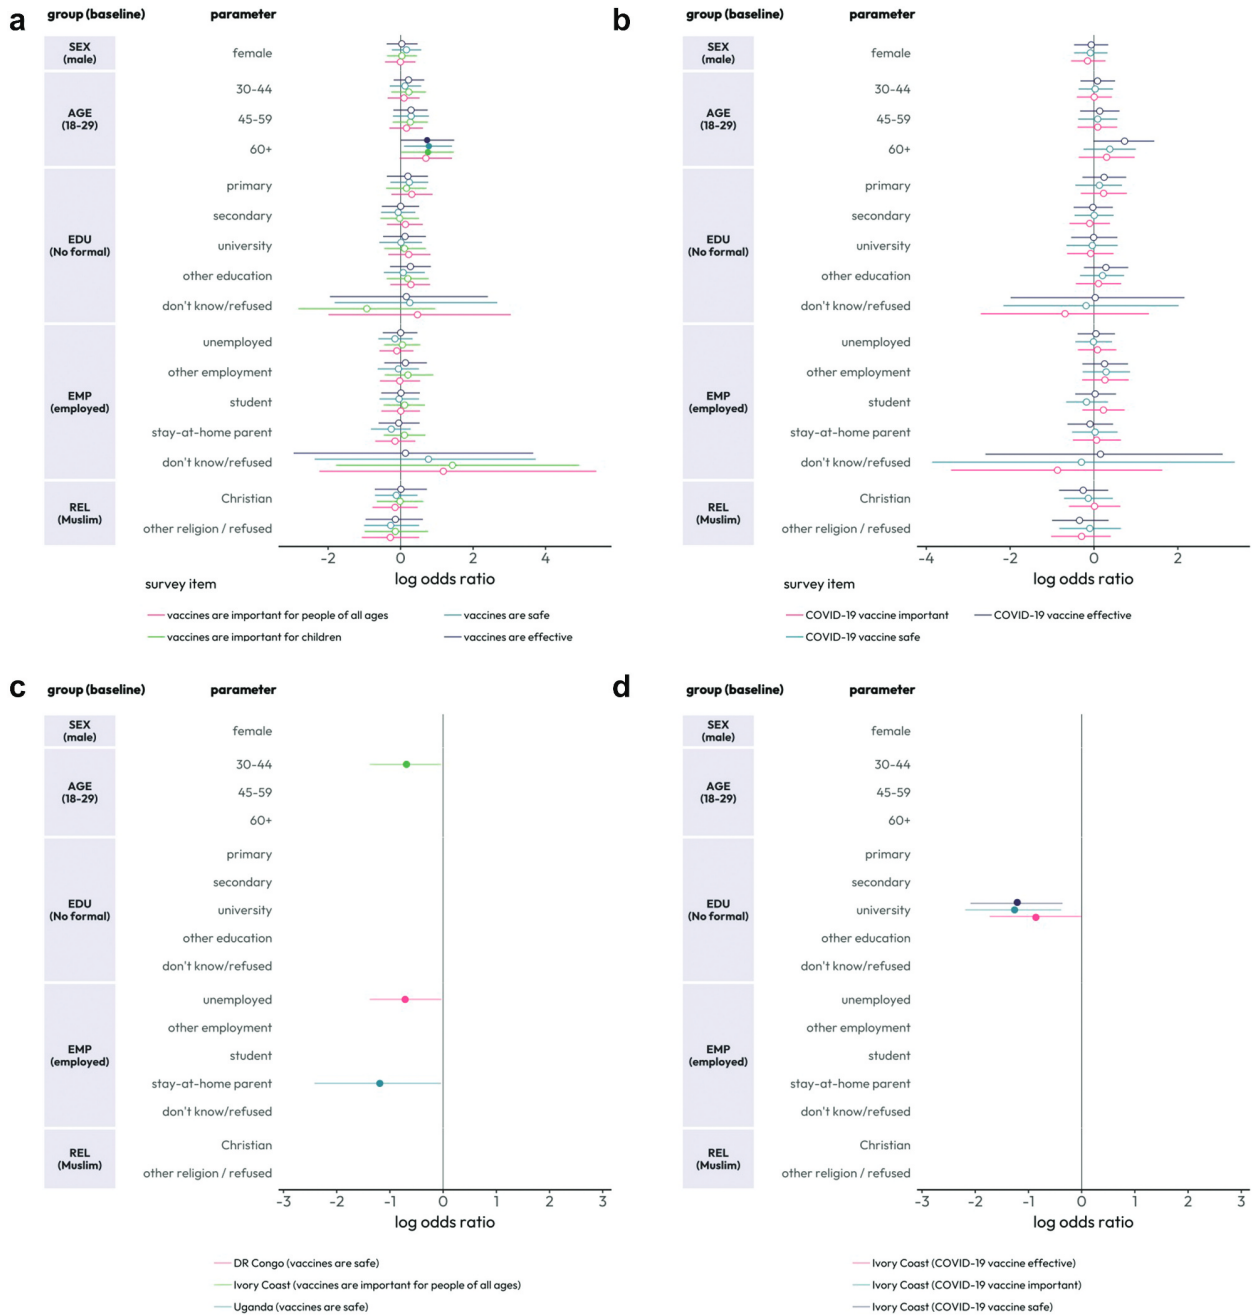 a
group (baseline) parameter
SEX
(male)
female
AGE
(18-29)
30-44
45-59
60+
EDU
(No formal)
primary
secondary
university
other education
don't know/refused
EMP
(employed)
unemployed
other employment
student
stay-at-home parent
don't know/refused
REL
(Muslim)
Christian
other religion / refused
-2 0 2 4
log odds ratio
survey item
vaccines are important for people of all ages
vaccines are safe
vaccines are important for children
vaccines are effective
b
group (baseline) parameter
SEX
(male)
female
AGE
(18-29)
30-44
45-59
60+
EDU
(No formal)
primary
secondary
university
other education
don't know/refused
EMP
(employed)
unemployed
other employment
student
stay-at-home parent
don't know/refused
REL
(Muslim)
Christian
other religion / refused
-4 -2 0 2
log odds ratio
survey item
COVID-19 vaccine important
COVID-19 vaccine effective
COVID-19 vaccine safe
c
group (baseline) parameter
SEX
(male)
female
AGE
(18-29)
30-44
45-59
60+
EDU
(No formal)
primary
secondary
university
other education
don't know/refused
EMP
(employed)
unemployed
other employment
student
stay-at-home parent
don't know/refused
REL
(Muslim)
Christian
other religion / refused
-3 -2 -1 0 1 2 3
log odds ratio
DR Congo (vaccines are safe)
Ivory Coast (vaccines are important for people of all ages)
Uganda (vaccines are safe)
d
group (baseline) parameter
SEX
(male)
female
AGE
(18-29)
30-44
45-59
60+
EDU
(No formal)
primary
secondary
university
other education
don't know/refused
EMP
(employed)
unemployed
other employment
student
stay-at-home parent
don't know/refused
REL
(Muslim)
Christian
other religion / refused
-3 -2 -1 0 1 2 3
log odds ratio
Ivory Coast (COVID-19 vaccine effective)
Ivory Coast (COVID-19 vaccine important)
Ivory Coast (COVID-19 vaccine safe)